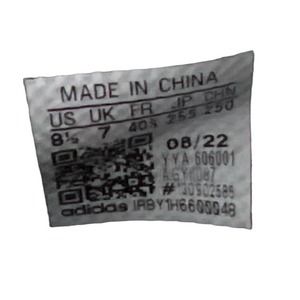 MADE IN CHINA
US UK FR JP CHN
8½ 7 40⅔ 255 250
08/22
YYA 606001
adidas